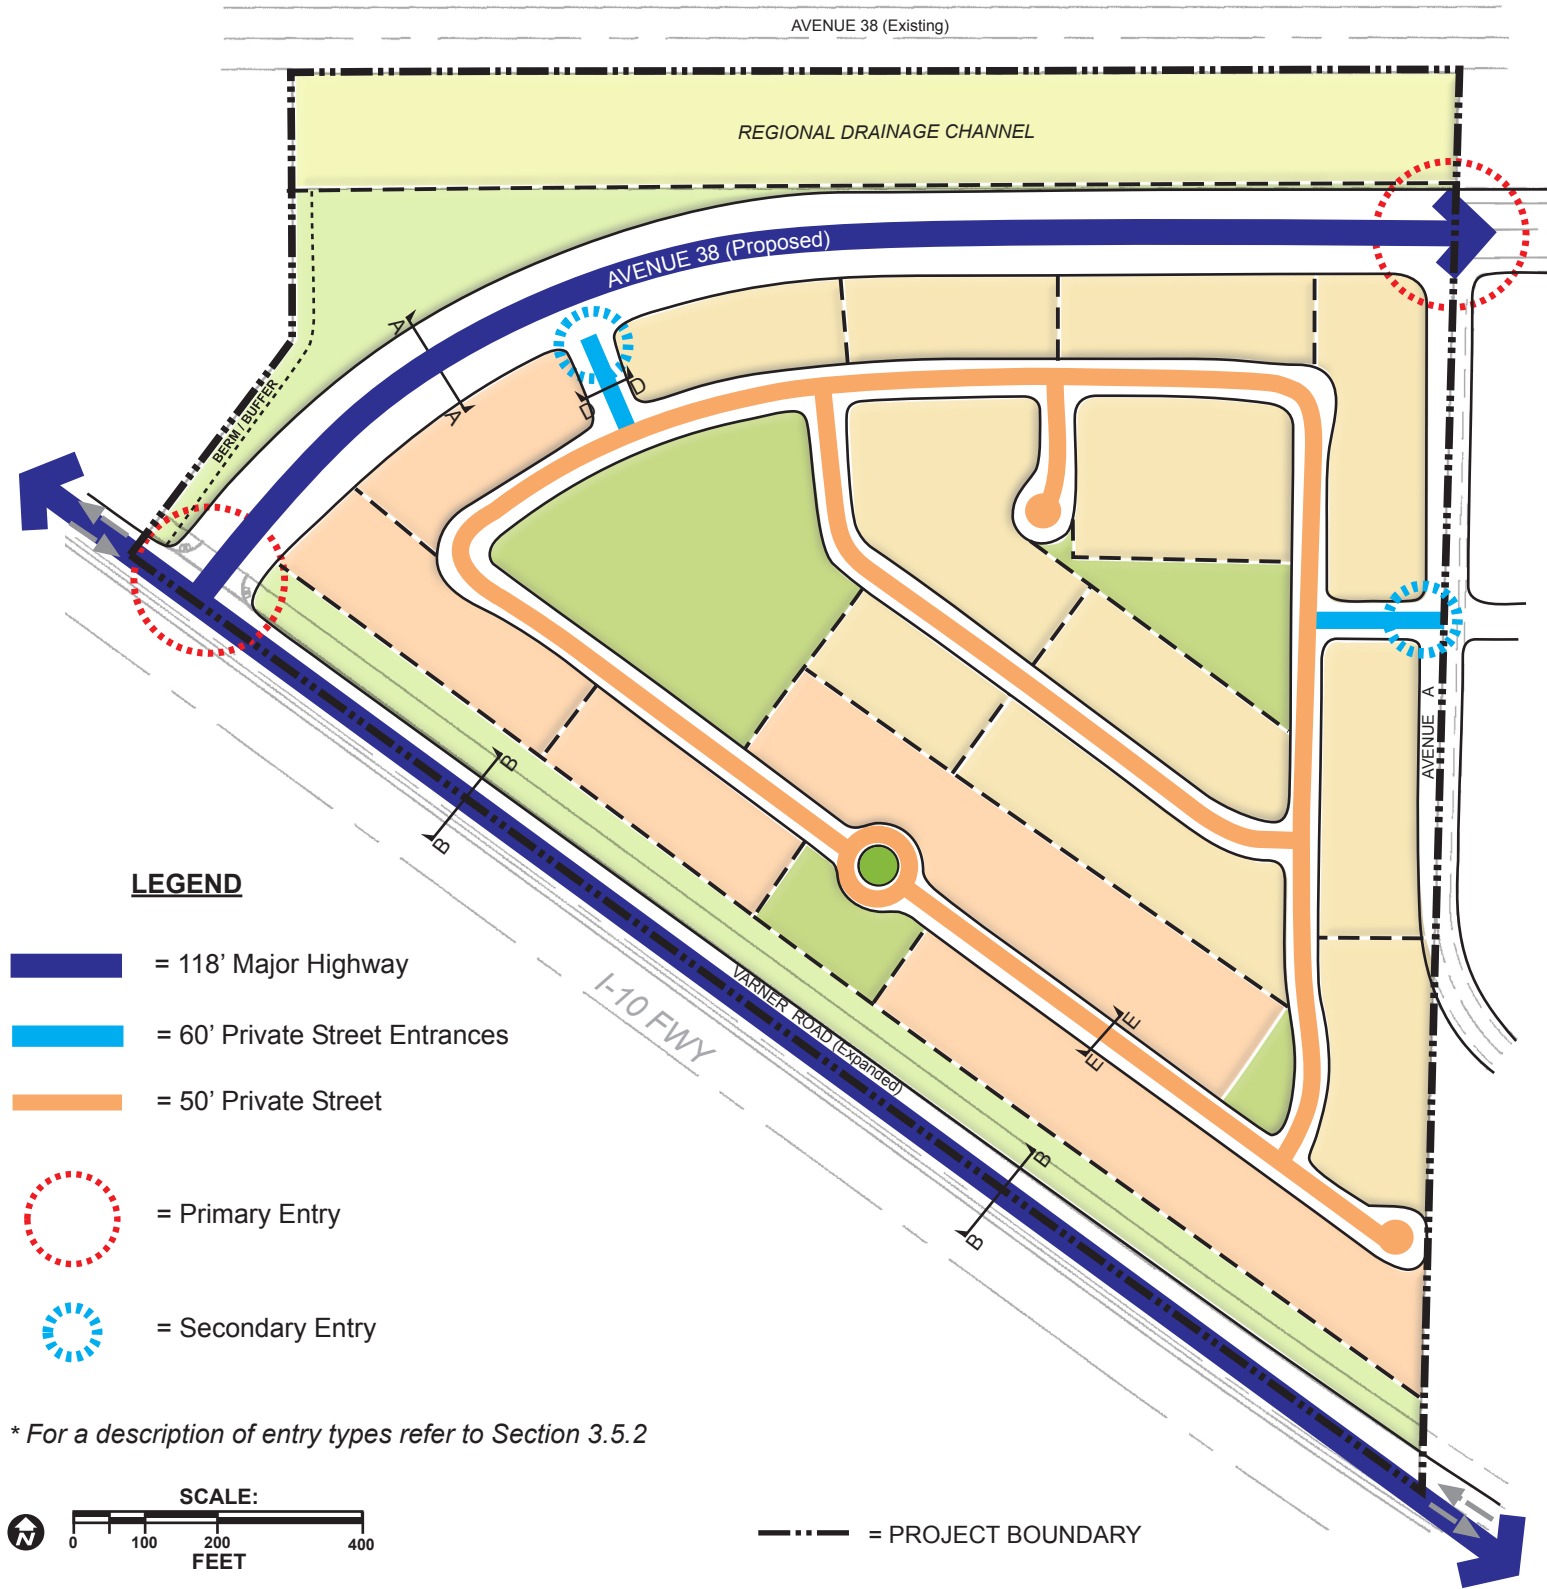 AVENUE 38 (Existing)
REGIONAL DRAINAGE CHANNEL
AVENUE 38 (Proposed)
A
A
D
D
BERM / BUFFER
AVENUE A
B
B
LEGEND
= 118’ Major Highway
= 60’ Private Street Entrances
= 50’ Private Street
= Primary Entry
= Secondary Entry
I-10 FWY
VARNER ROAD (Expanded)
E
E
B
B
* For a description of entry types refer to Section 3.5.2
SCALE:
N
0 100 200 400
FEET
= PROJECT BOUNDARY